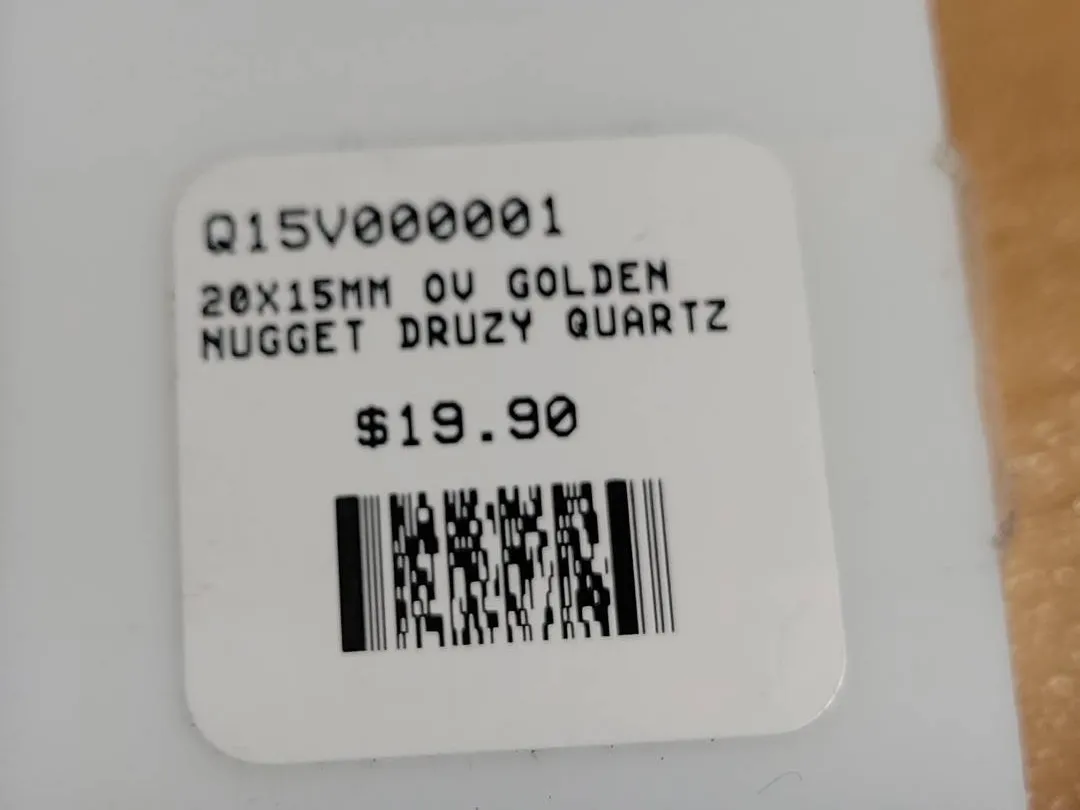 Q15V000001
20X15MM OV GOLDEN
NUGGET DRUZY QUARTZ
$19.90